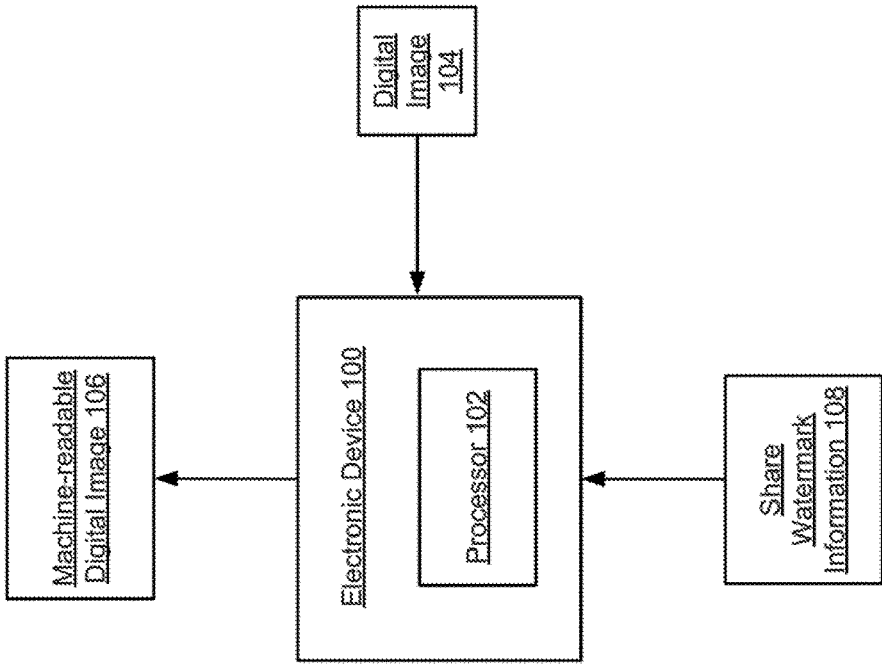 Digital
Image
104
Machine-readable
Digital Image 106
Electronic Device 100
Processor 102
Share
Watermark
Information 108